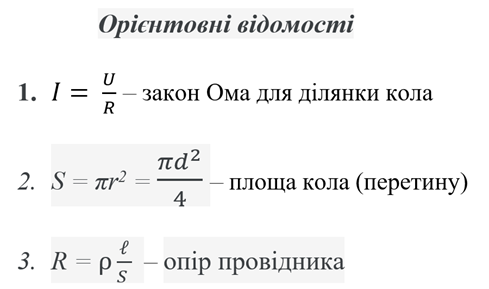 Орієнтовні відомості
1. I = U/R – закон Ома для ділянки кола
2. S = πr² = πd²/4 – площа кола (перетину)
3. R = ρ ℓ/S – опір провідника